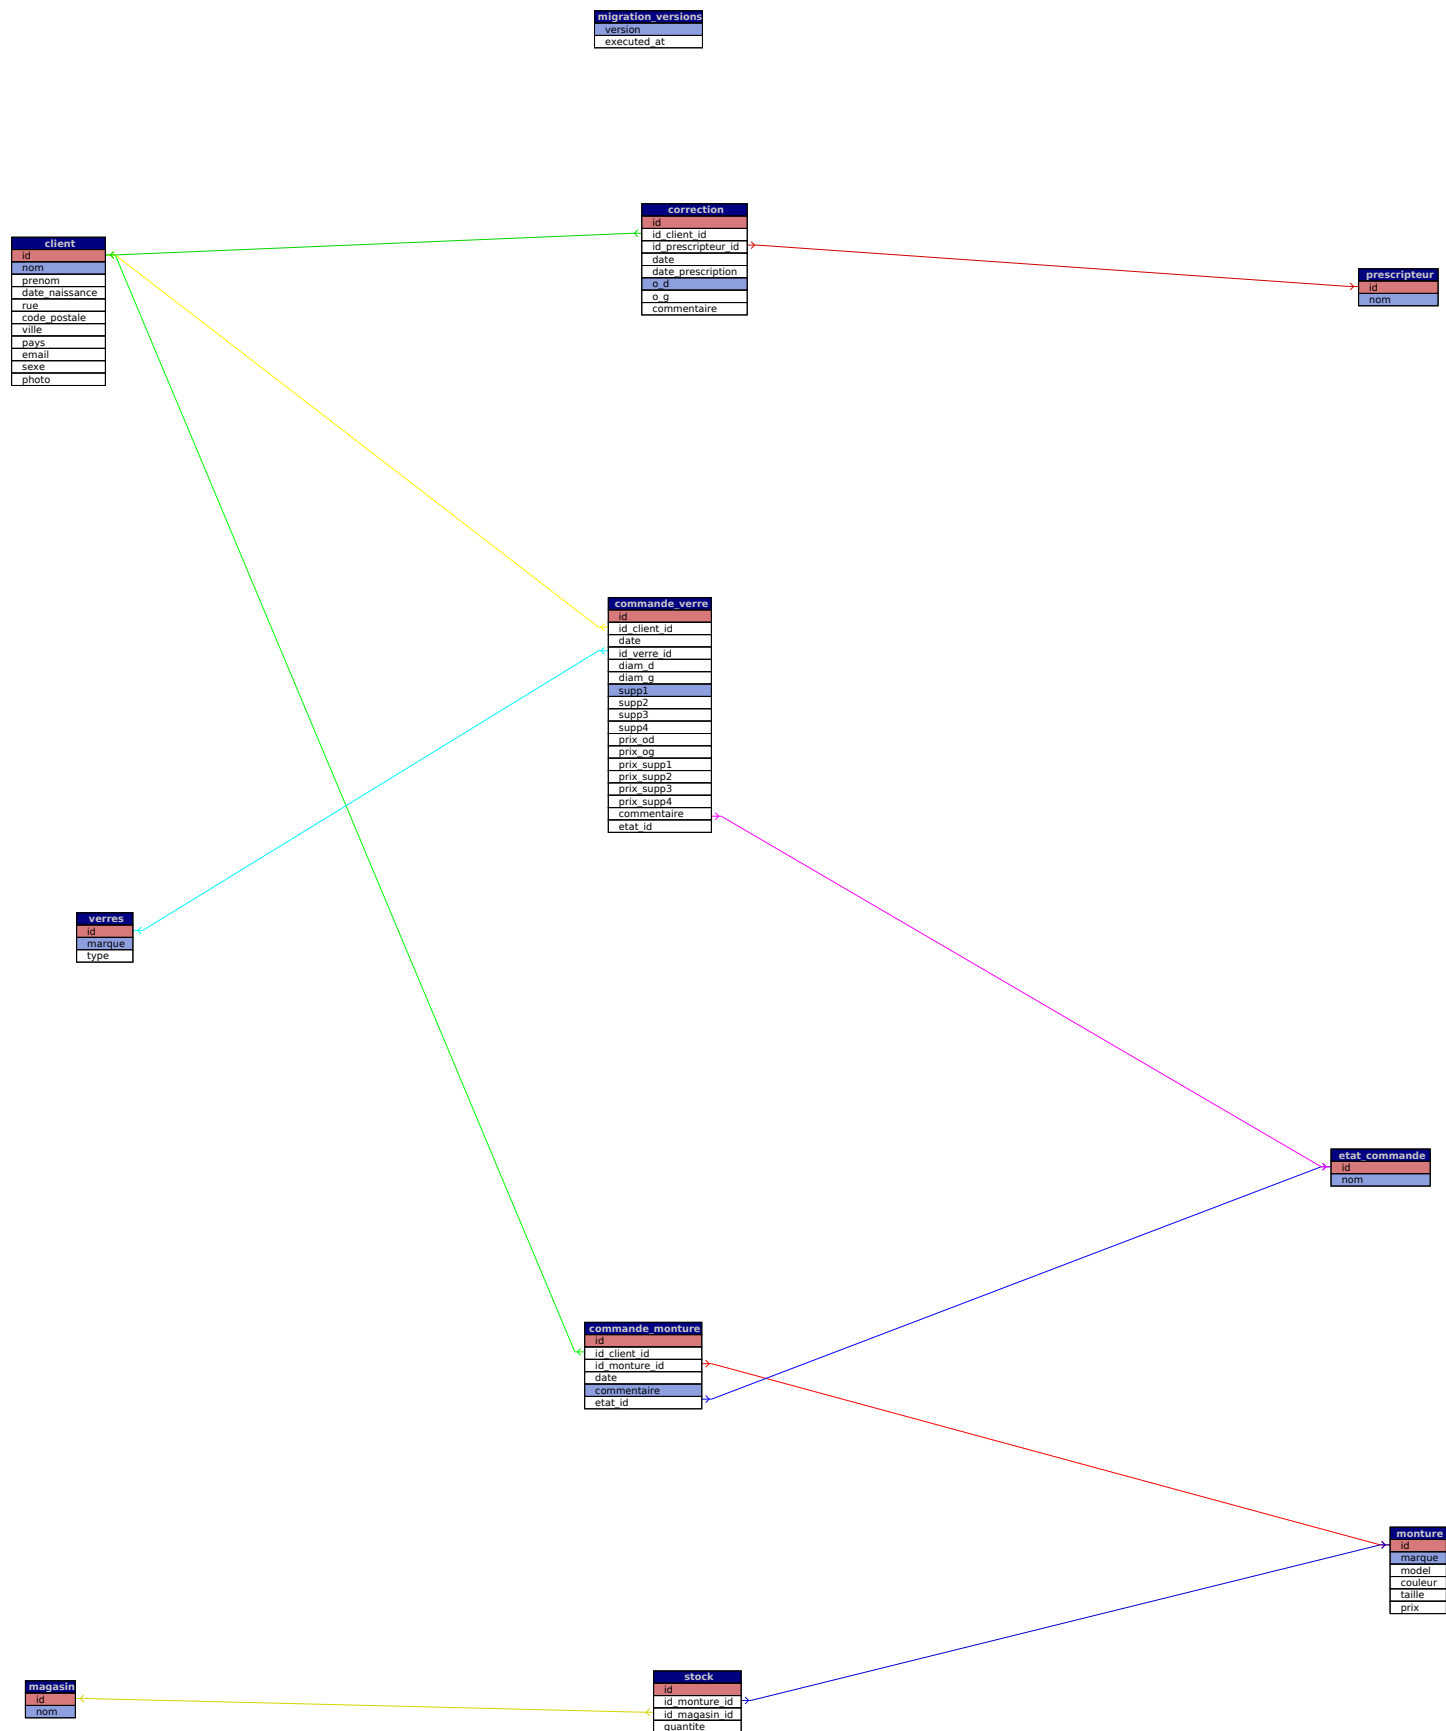 migration_versions
version
executed_at
correction
id
id_client_id
id_prescripteur_id
date
date_prescription
o_d
o_g
commentaire
client
id
nom
prenom
date_naissance
rue
code_postale
ville
pays
email
sexe
photo
prescripteur
id
nom
commande_verre
id
id_client_id
date
id_verre_id
diam_d
diam_g
supp1
supp2
supp3
supp4
prix_od
prix_og
prix_supp1
prix_supp2
prix_supp3
prix_supp4
commentaire
etat_id
verres
id
marque
type
etat_commande
id
nom
commande_monture
id
id_client_id
id_monture_id
date
commentaire
etat_id
monture
id
marque
model
couleur
taille
prix
magasin
id
nom
stock
id
id_monture_id
id_magasin_id
quantite